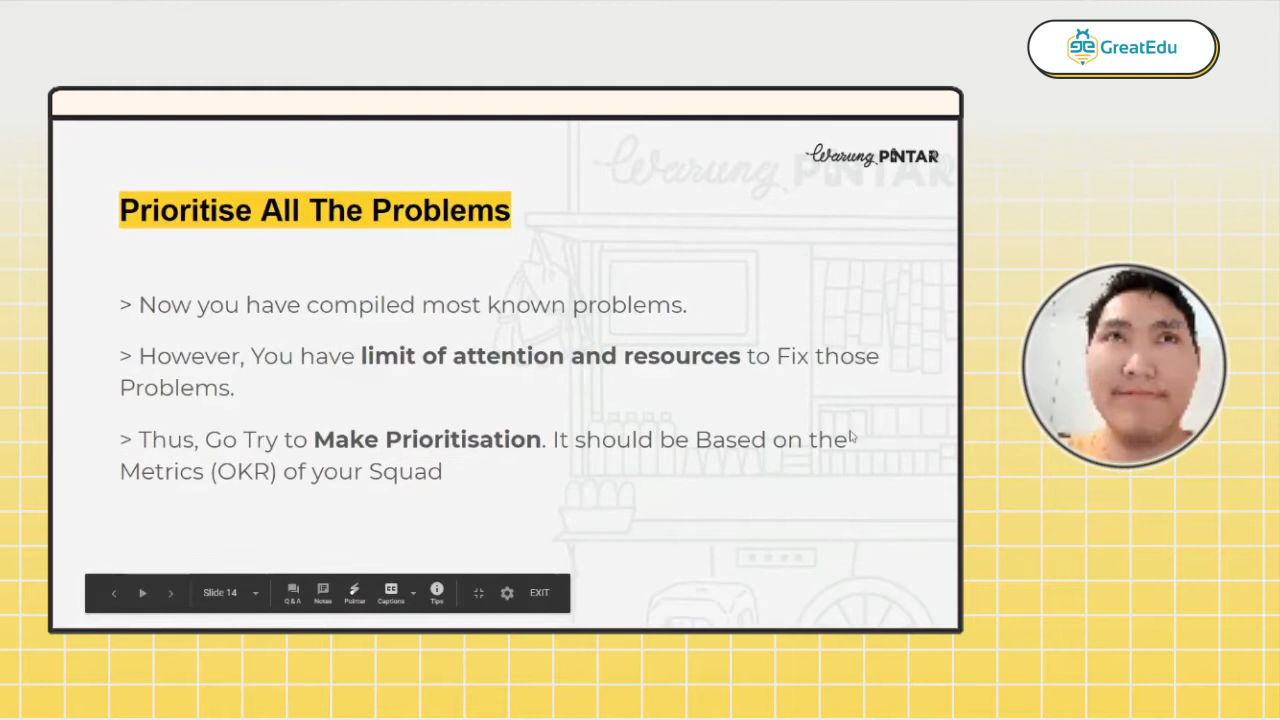 GreatEdu
Warung PINTAR
Warung PINTAR
Prioritise All The Problems
> Now you have compiled most known problems.
> However, You have limit of attention and resources to Fix those
Problems.
> Thus, Go Try to Make Prioritisation. It should be Based on the
Metrics (OKR) of your Squad
Slide 14
Q & A
Notes
Pointer
Captions
Tips
EXIT